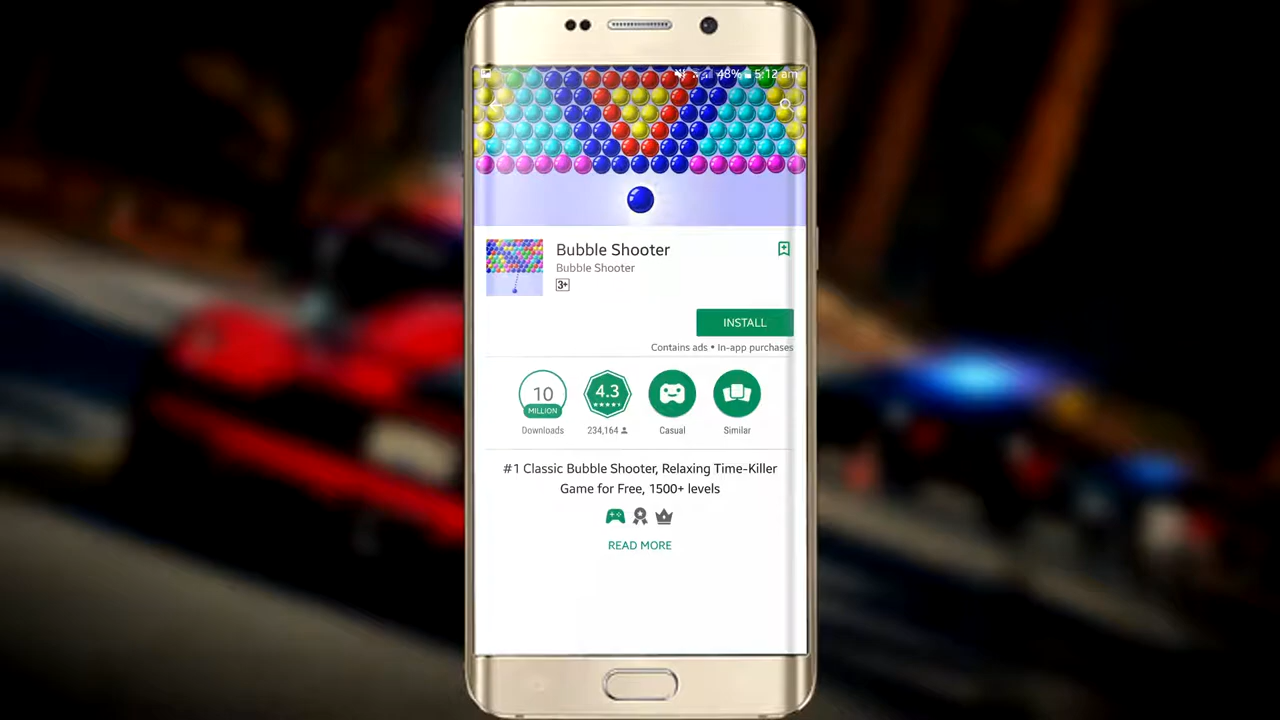 48% 5:12 am
Bubble Shooter
Bubble Shooter
3+
INSTALL
Contains ads • In-app purchases
10
MILLION
Downloads
4.3
234,164
Casual
Similar
#1 Classic Bubble Shooter, Relaxing Time-Killer
Game for Free, 1500+ levels
READ MORE